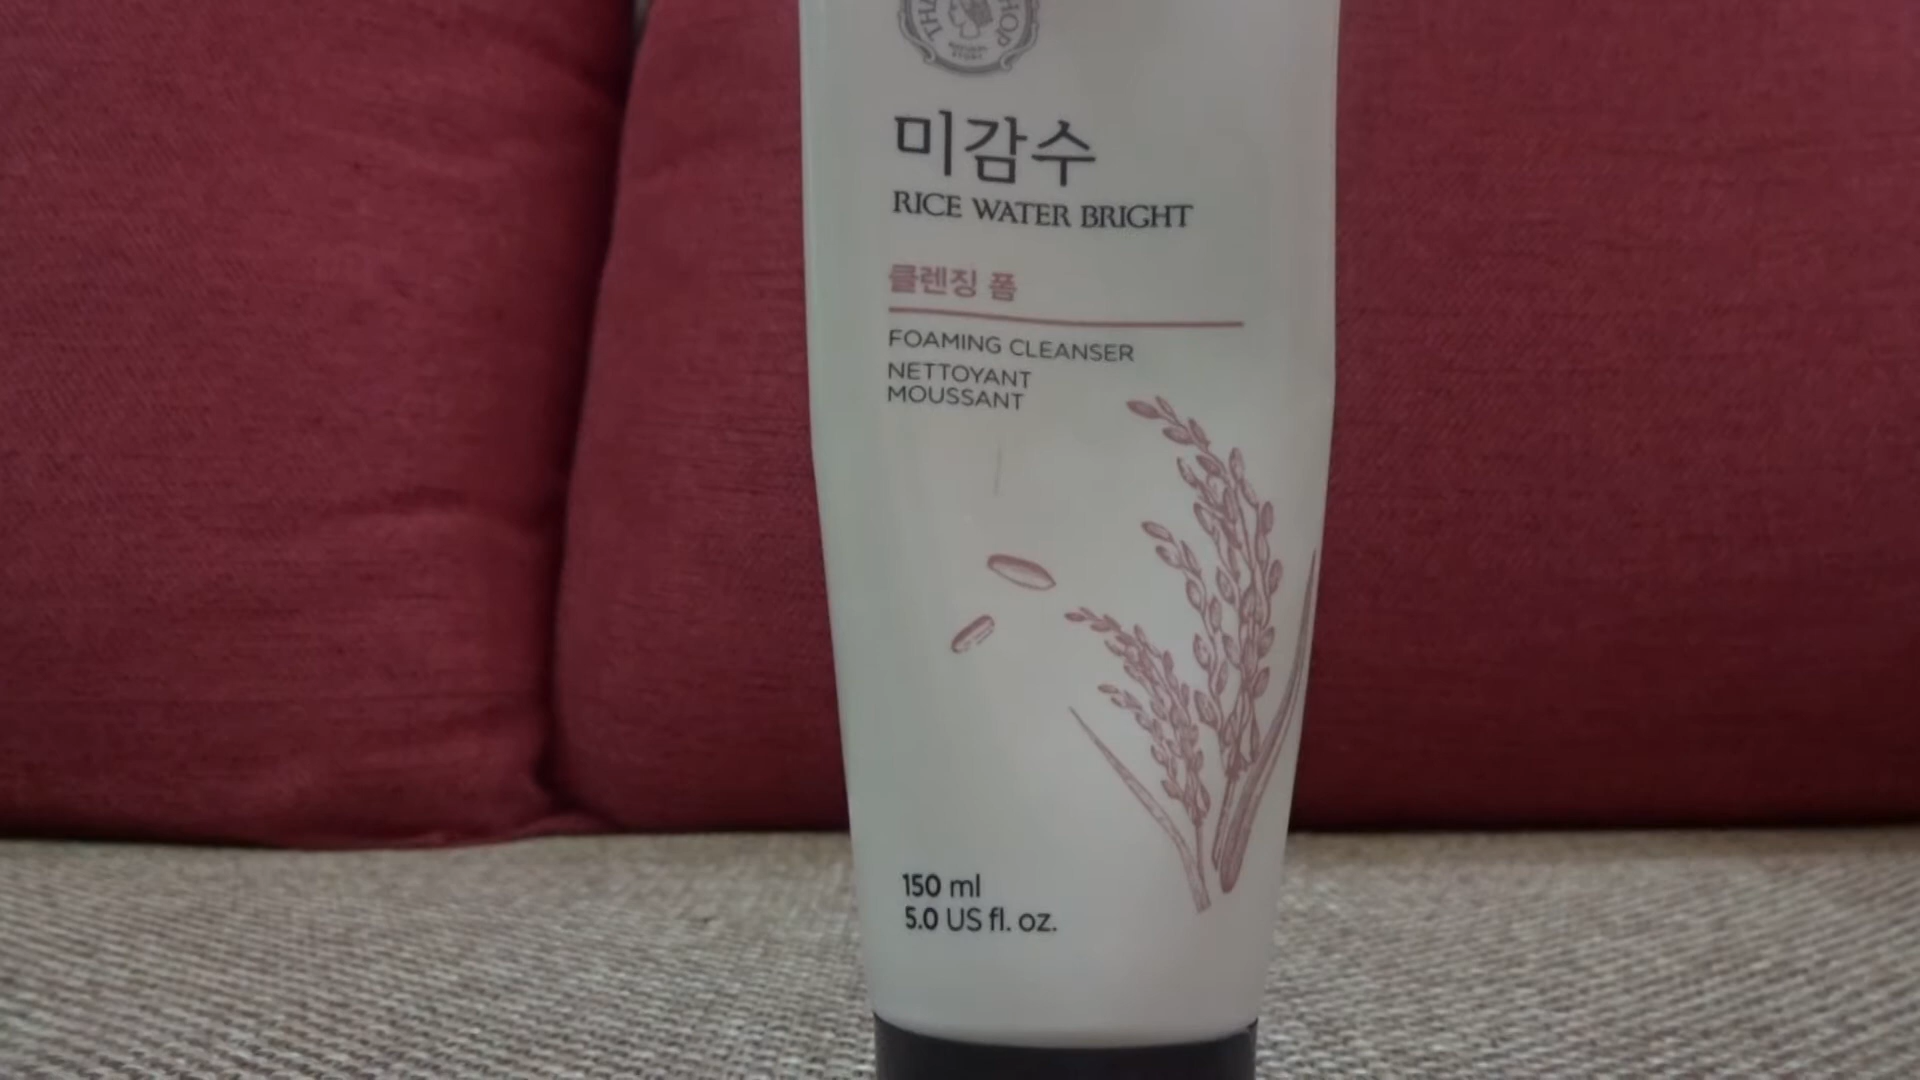 미감수
RICE WATER BRIGHT
클렌징 폼
FOAMING CLEANSER
NETTOYANT
MOUSSANT
150 ml
5.0 US fl. oz.